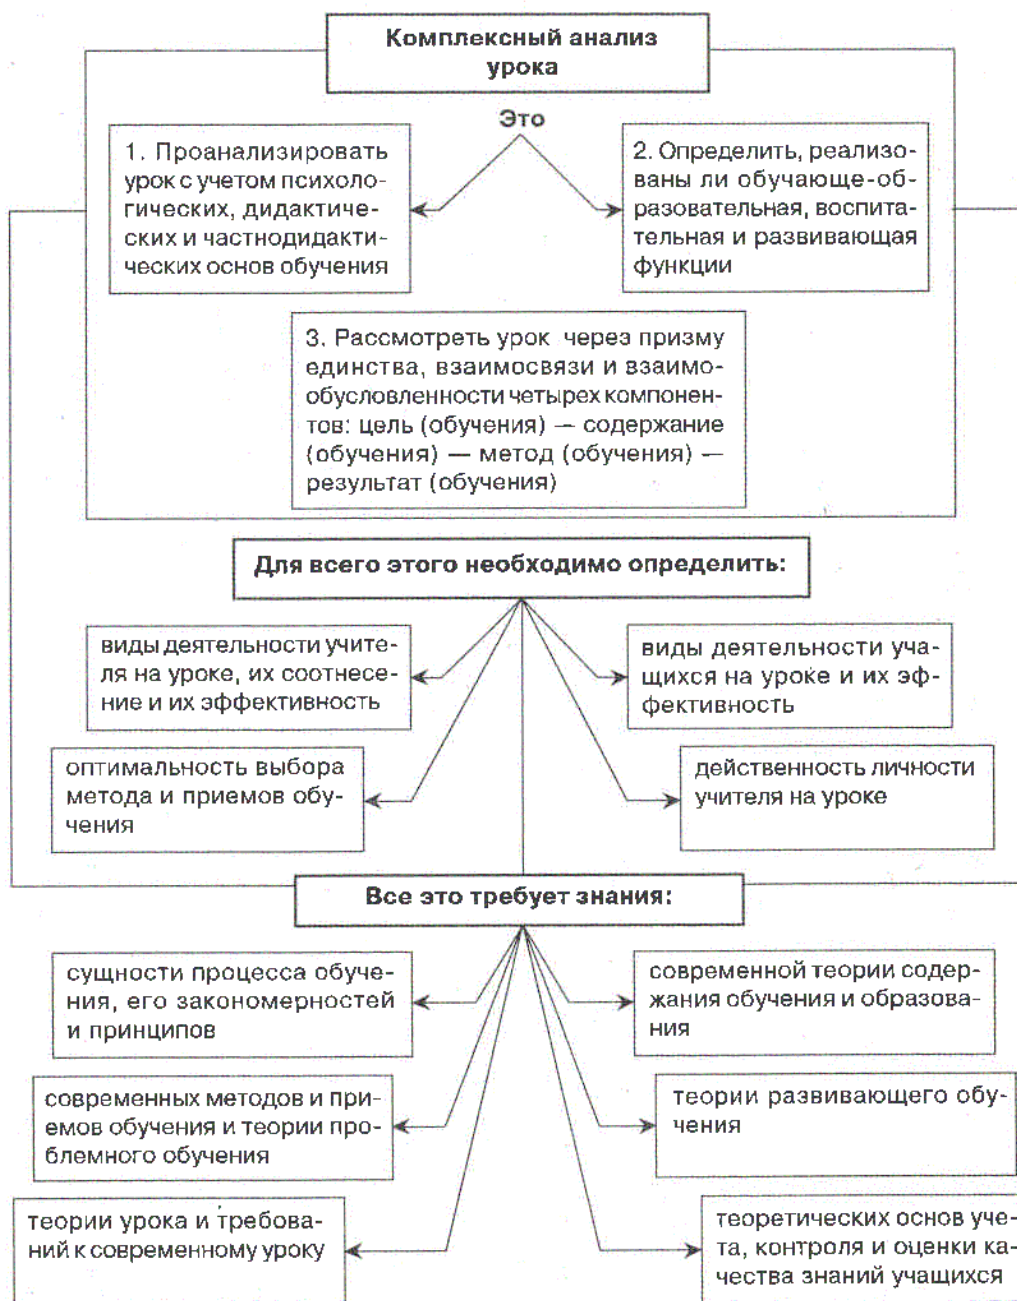 Комплексный анализ
урока
Это
1. Проанализировать
урок с учетом психоло-
гических, дидактиче-
ских и частнодидакти-
ческих основ обучения
2. Определить, реализо-
ваны ли обучающе-об-
разовательная, воспита-
тельная и развивающая
функции
3. Рассмотреть урок через призму
единства, взаимосвязи и взаимо-
обусловленности четырех компонен-
тов: цель (обучения) — содержание
(обучения) — метод (обучения) —
результат (обучения)
Для всего этого необходимо определить:
виды деятельности учите-
ля на уроке, их соотнесе-
ние и их эффективность
виды деятельности уча-
щихся на уроке и их эф-
фективность
оптимальность выбора
метода и приемов обу-
чения
действенность личности
учителя на уроке
Все это требует знания:
сущности процесса обуче-
ния, его закономерностей
и принципов
современной теории содер-
жания обучения и образова-
ния
современных методов и при-
емов обучения и теории про-
блемного обучения
теории развивающего обу-
чения
теории урока и требова-
ний к современному уроку
теоретических основ уче-
та, контроля и оценки ка-
чества знаний учащихся